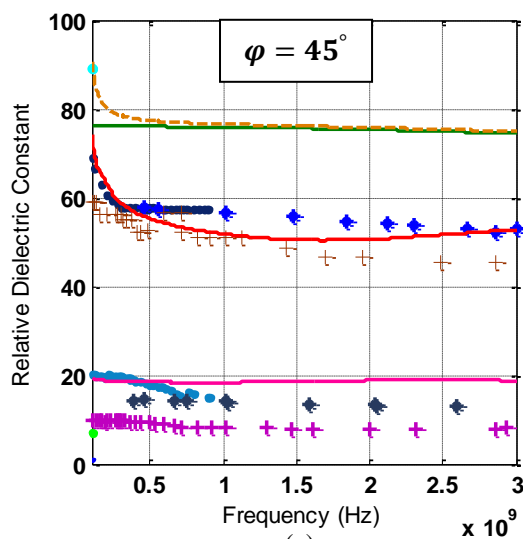 φ = 45°
100
80
60
40
20
0
Relative Dielectric Constant
0.5 1 1.5 2 2.5 3
Frequency (Hz)
x 10⁹